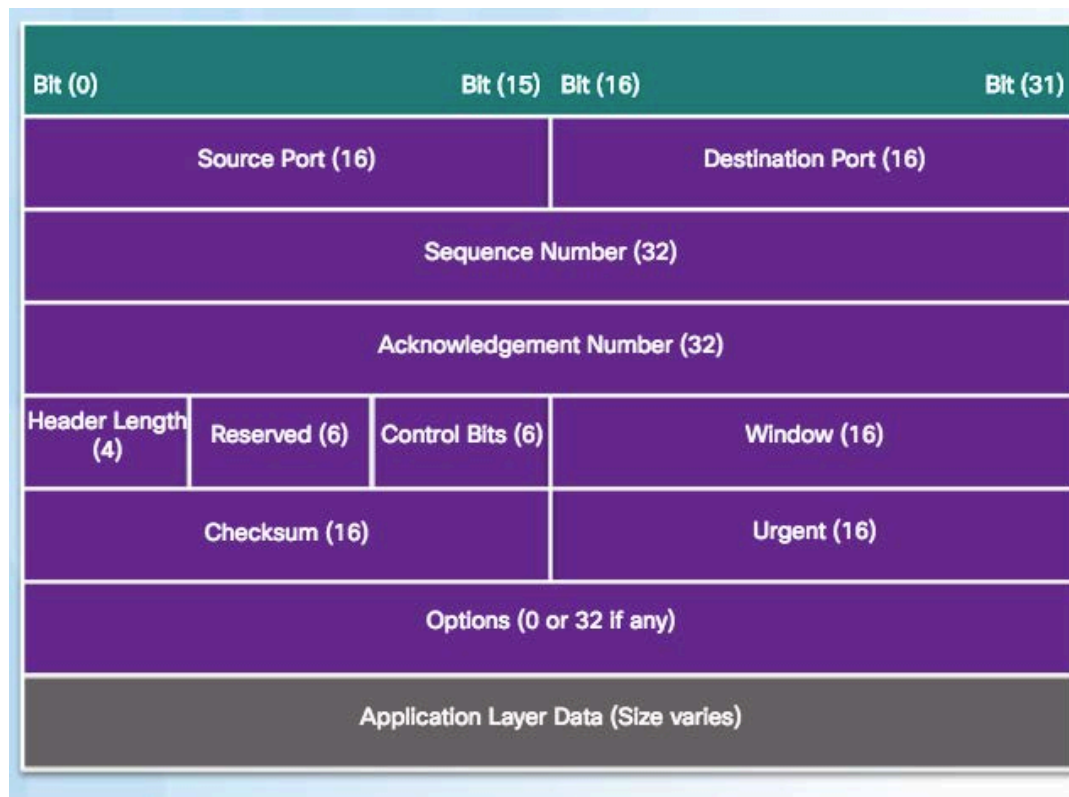 Bit (0) Bit (15) Bit (16) Bit (31)
Source Port (16) Destination Port (16)
Sequence Number (32)
Acknowledgement Number (32)
Header Length (4) Reserved (6) Control Bits (6) Window (16)
Checksum (16) Urgent (16)
Options (0 or 32 if any)
Application Layer Data (Size varies)